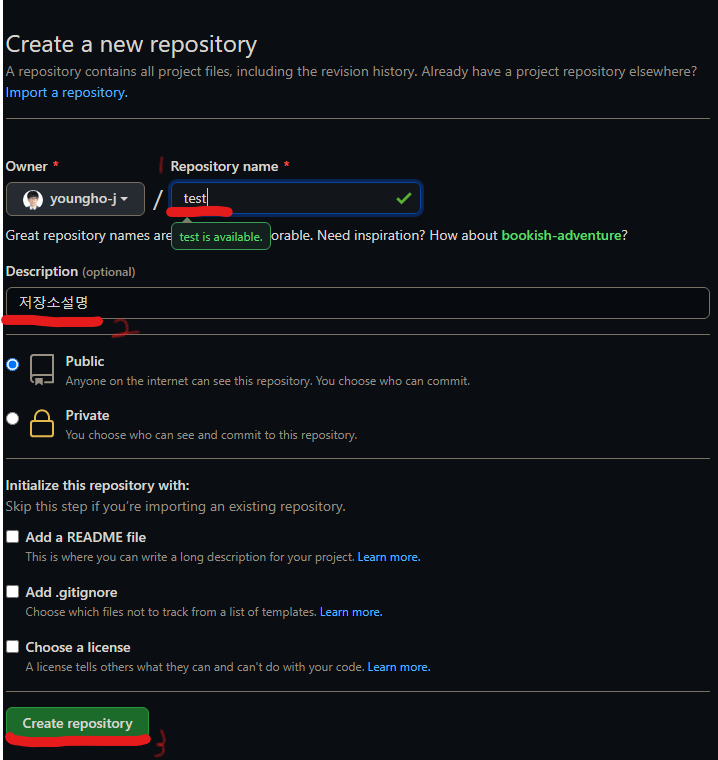 Create a new repository
A repository contains all project files, including the revision history. Already have a project repository elsewhere?
Import a repository.
Owner * 1 Repository name *
youngho-j / test
Great repository names are test is available. orable. Need inspiration? How about bookish-adventure?
Description (optional)
저장소설명
2
Public
Anyone on the internet can see this repository. You choose who can commit.
Private
You choose who can see and commit to this repository.
Initialize this repository with:
Skip this step if you're importing an existing repository.
Add a README file
This is where you can write a long description for your project. Learn more.
Add .gitignore
Choose which files not to track from a list of templates. Learn more.
Choose a license
A license tells others what they can and can't do with your code. Learn more.
Create repository
3